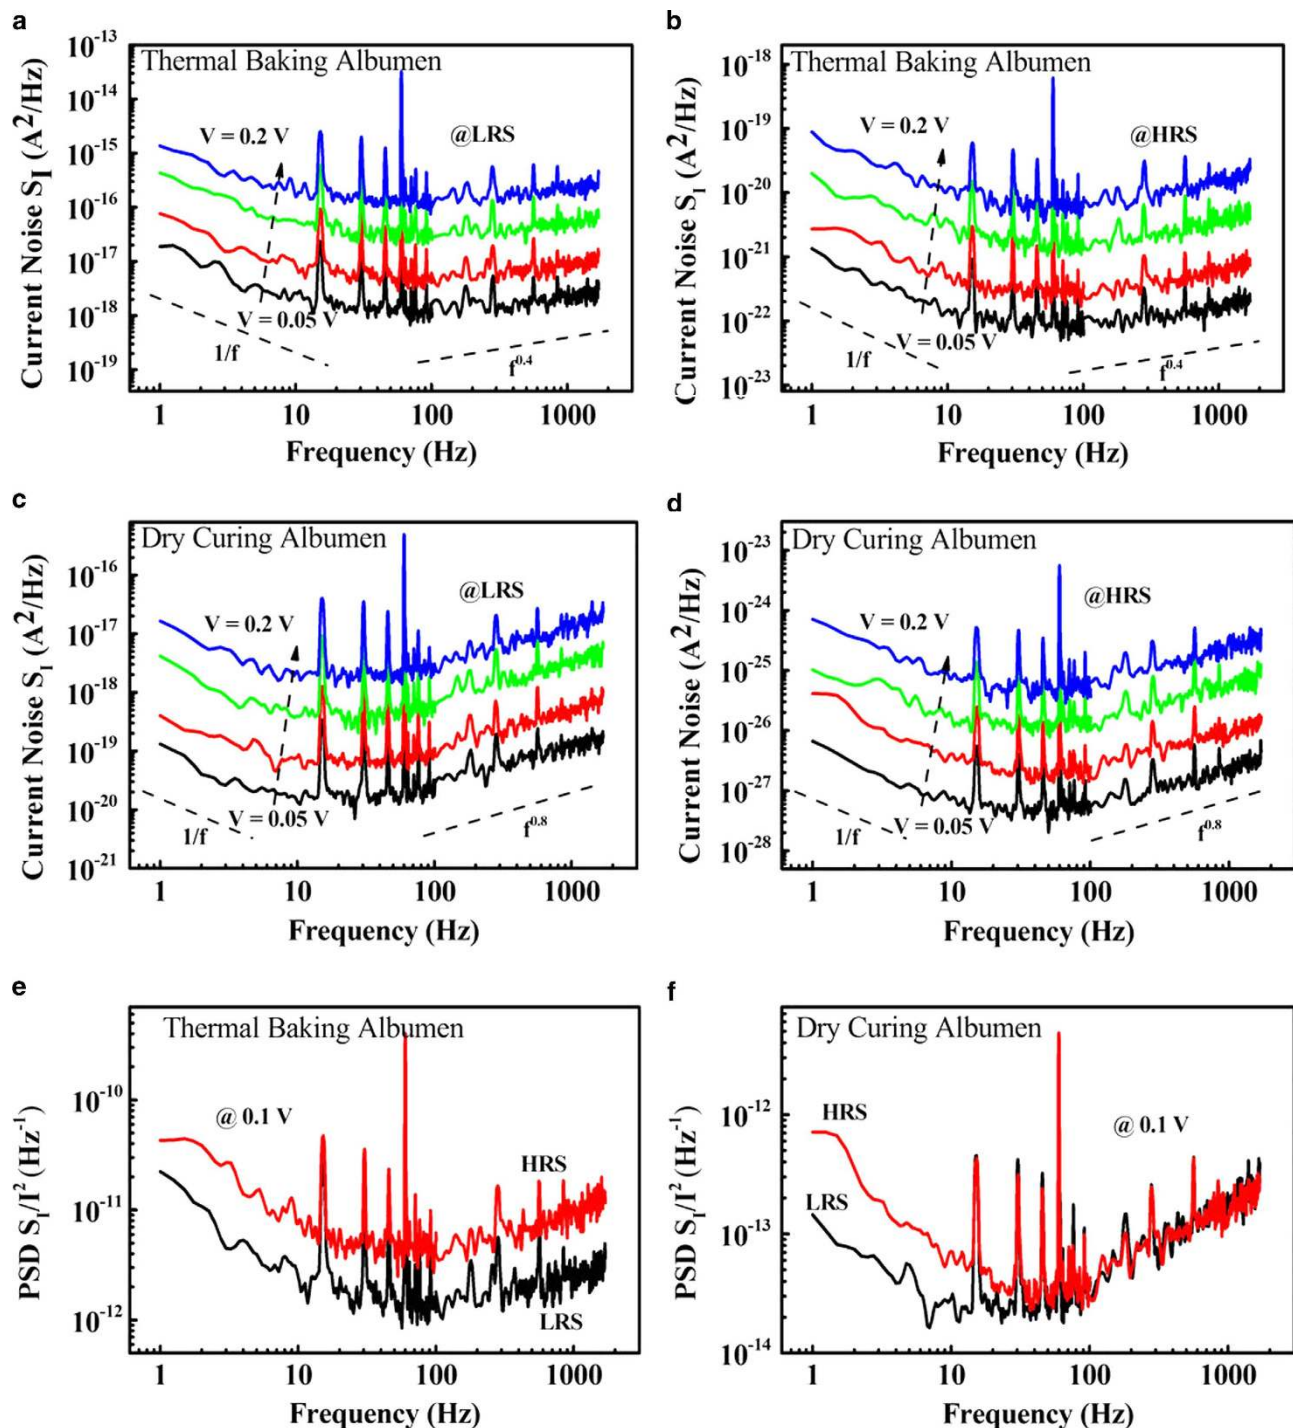 a
Thermal Baking Albumen
10⁻¹³
10⁻¹⁴
10⁻¹⁵
10⁻¹⁶
10⁻¹⁷
10⁻¹⁸
10⁻¹⁹
Current Noise S_I (A²/Hz)
V = 0.2 V
@LRS
V = 0.05 V
1/f
f^0.4
1 10 100 1000
Frequency (Hz)
b
Thermal Baking Albumen
10⁻¹⁸
10⁻¹⁹
10⁻²⁰
10⁻²¹
10⁻²²
10⁻²³
Current Noise S_I (A²/Hz)
V = 0.2 V
@HRS
V = 0.05 V
1/f
f^0.4
1 10 100 1000
Frequency (Hz)
c
Dry Curing Albumen
10⁻¹⁶
10⁻¹⁷
10⁻¹⁸
10⁻¹⁹
10⁻²⁰
10⁻²¹
Current Noise S_I (A²/Hz)
V = 0.2 V
@LRS
V = 0.05 V
1/f
f^0.8
1 10 100 1000
Frequency (Hz)
d
Dry Curing Albumen
10⁻²³
10⁻²⁴
10⁻²⁵
10⁻²⁶
10⁻²⁷
10⁻²⁸
Current Noise (A²/Hz)
V = 0.2 V
@HRS
V = 0.05 V
1/f
f^0.8
1 10 100 1000
Frequency (Hz)
e
Thermal Baking Albumen
10⁻¹⁰
10⁻¹¹
10⁻¹²
PSD S_I/I² (Hz⁻¹)
@ 0.1 V
HRS
LRS
1 10 100 1000
Frequency (Hz)
f
Dry Curing Albumen
10⁻¹²
10⁻¹³
10⁻¹⁴
PSD S_I/I² (Hz⁻¹)
HRS
@ 0.1 V
LRS
1 10 100 1000
Frequency (Hz)